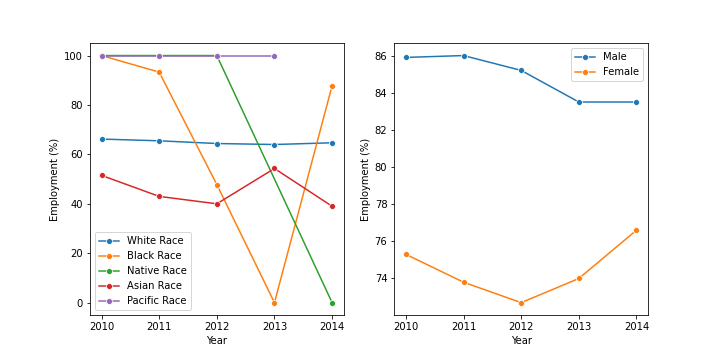 100
80
60
40
20
0
Employment (%)
White Race
Black Race
Native Race
Asian Race
Pacific Race
2010 2011 2012 2013 2014
Year
86
84
82
80
78
76
74
Employment (%)
Male
Female
2010 2011 2012 2013 2014
Year